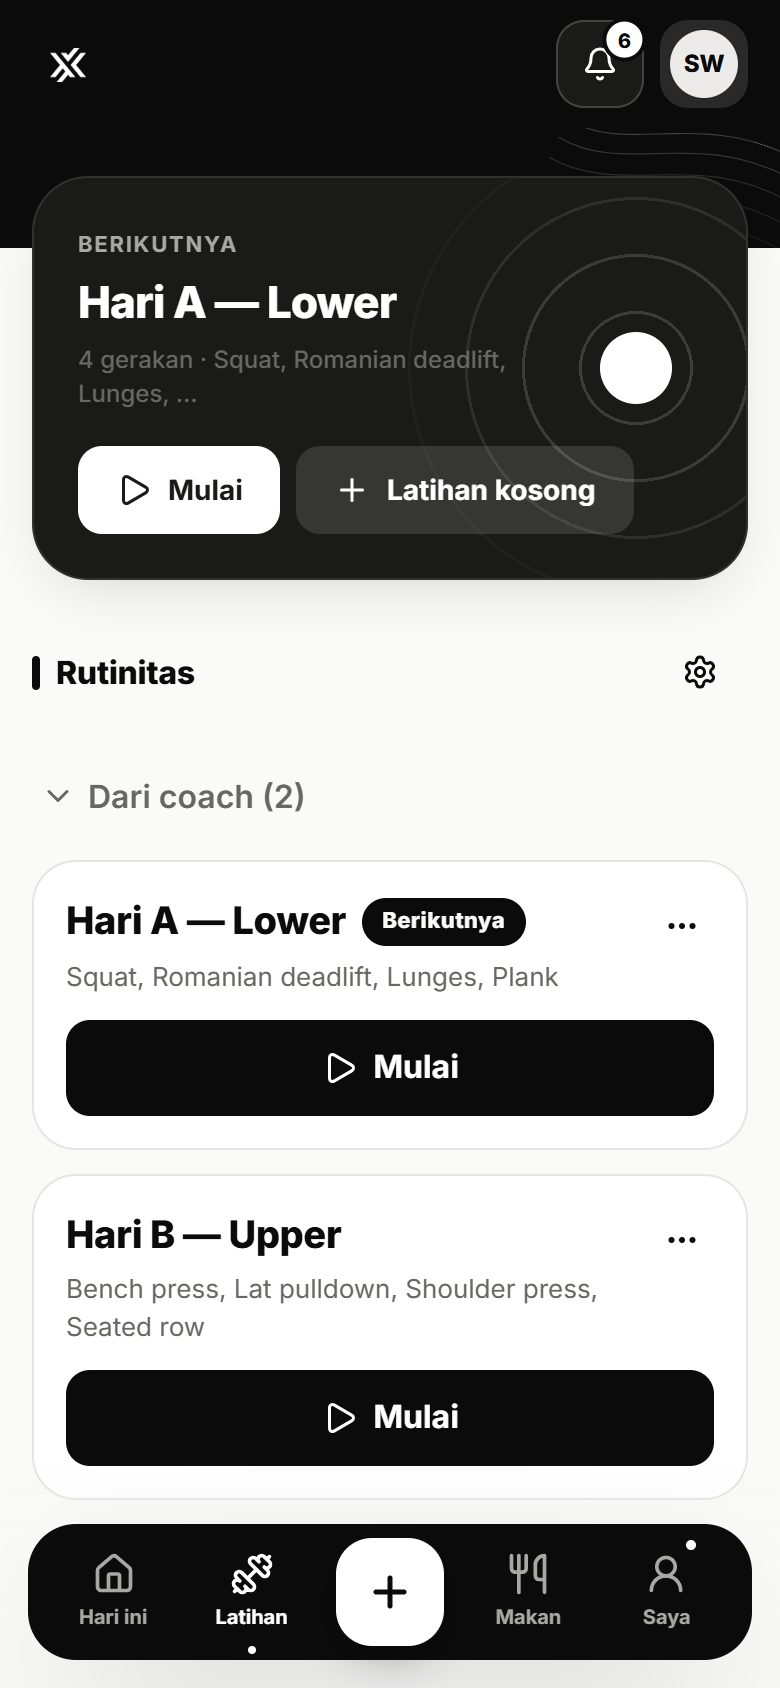 6
SW
BERIKUTNYA
Hari A — Lower
4 gerakan · Squat, Romanian deadlift,
Lunges, ...
Mulai
Latihan kosong
Rutinitas
Dari coach (2)
Hari A — Lower
Berikutnya
Squat, Romanian deadlift, Lunges, Plank
Mulai
Hari B — Upper
Bench press, Lat pulldown, Shoulder press,
Seated row
Mulai
Hari ini
Latihan
Makan
Saya